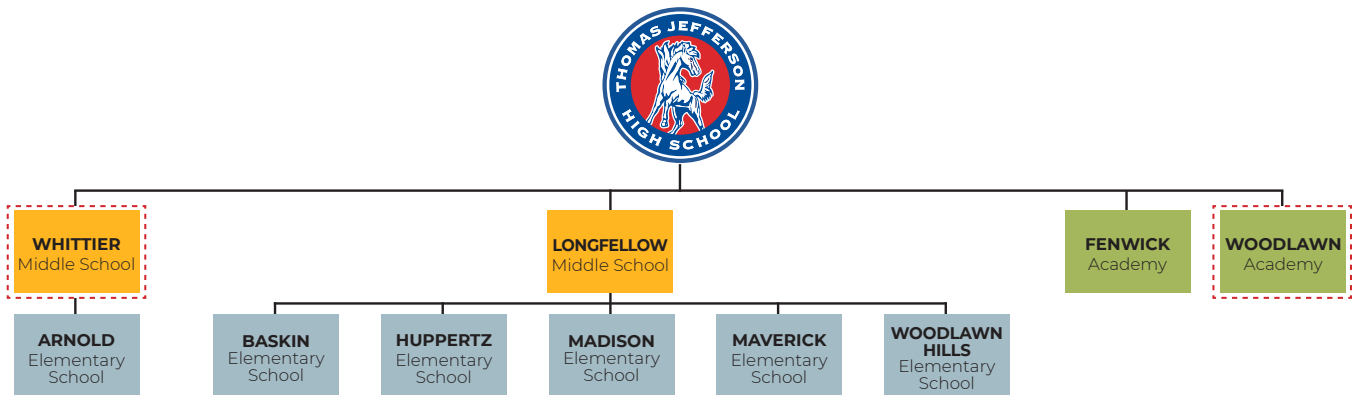 THOMAS JEFFERSON
HIGH SCHOOL
WHITTIER
Middle School
LONGFELLOW
Middle School
FENWICK
Academy
WOODLAWN
Academy
ARNOLD
Elementary
School
BASKIN
Elementary
School
HUPPERTZ
Elementary
School
MADISON
Elementary
School
MAVERICK
Elementary
School
WOODLAWN
HILLS
Elementary
School